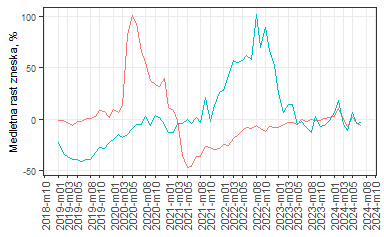 Medletna rast zneska, %
100
50
0
-50
2018-m10
2019-m01
2019-m03
2019-m05
2019-m08
2019-m10
2020-m01
2020-m03
2020-m05
2020-m08
2020-m10
2021-m01
2021-m03
2021-m05
2021-m08
2021-m10
2022-m01
2022-m03
2022-m05
2022-m08
2022-m10
2023-m01
2023-m03
2023-m05
2023-m08
2023-m10
2024-m01
2024-m03
2024-m05
2024-m08
2024-m10